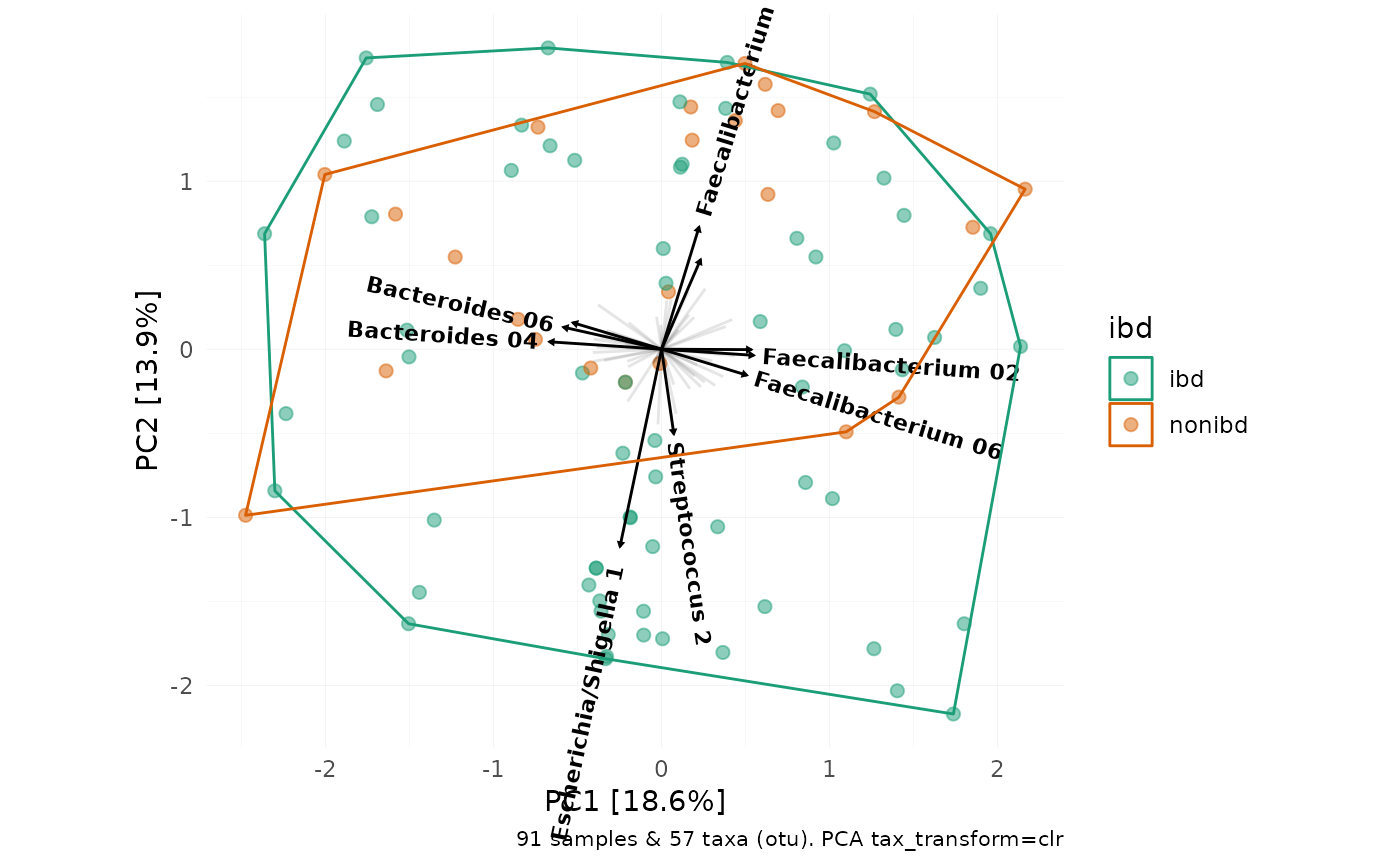 Faecalibacterium
1
Bacteroides 06
Bacteroides 04
0
Faecalibacterium 02
Faecalibacterium 06
Streptococcus 2
-1
Escherichia/Shigella 1
-2
PC2 [13.9%]
-2 -1 0 1 2
PC1 [18.6%]
91 samples & 57 taxa (otu). PCA tax_transform=clr
ibd
ibd
nonibd